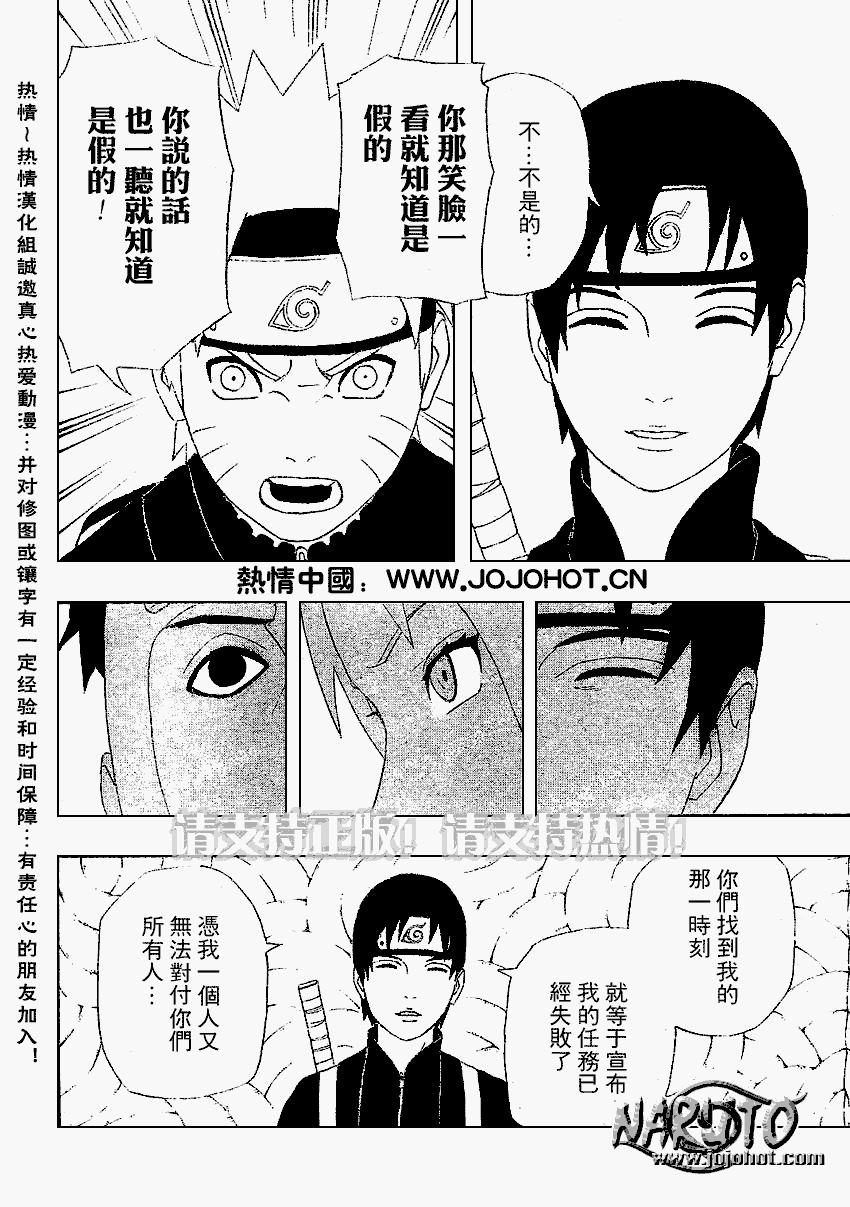 不…不是的…
你那笑臉一
看就知道是
假的
你說的話
也一聽就知道
是假的！
熱情中國：WWW.JOJOHOT.CN
请支持正版！请支持热情！
你們找到我的
那一時刻
就等于宣布
我的任務已
經失敗了
憑我一個人又
無法對付你們
所有人…
NARUTO
www.jojohot.com
热情～热情漢化組誠邀真心热爱動漫…并对修图或镶字有一定经验和时间保障…有责任心的朋友加入！